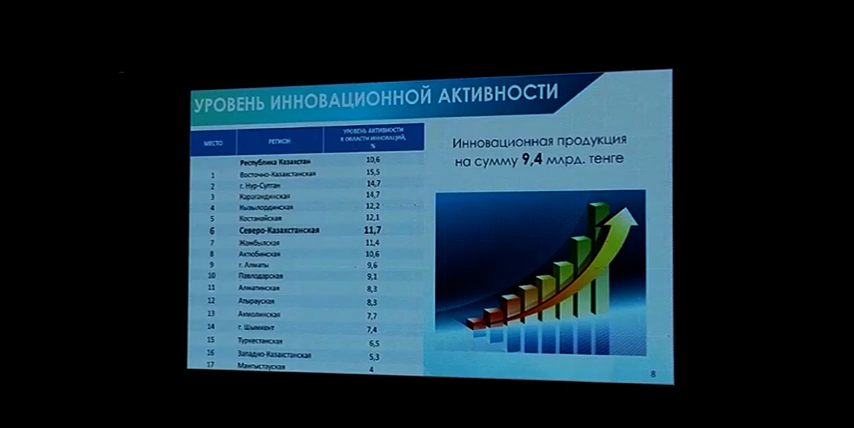 УРОВЕНЬ ИННОВАЦИОННОЙ АКТИВНОСТИ
МЕСТО РЕГИОН УРОВЕНЬ АКТИВНОСТИ В ОБЛАСТИ ИННОВАЦИЙ, %
Республика Казахстан 10,6
1 Восточно-Казахстанская 15,5
2 г. Нур-Султан 14,7
3 Карагандинская 14,7
4 Кызылординская 12,2
5 Костанайская 12,1
6 Северо-Казахстанская 11,7
7 Жамбылская 11,4
8 Актюбинская 10,6
9 г. Алматы 9,6
10 Павлодарская 9,1
11 Алматинская 8,3
12 Атырауская 8,3
13 Акмолинская 7,7
14 г. Шымкент 7,4
15 Туркестанская 6,5
16 Западно-Казахстанская 5,3
17 Мангыстауская 4
Инновационная продукция
на сумму 9,4 млрд. тенге
8